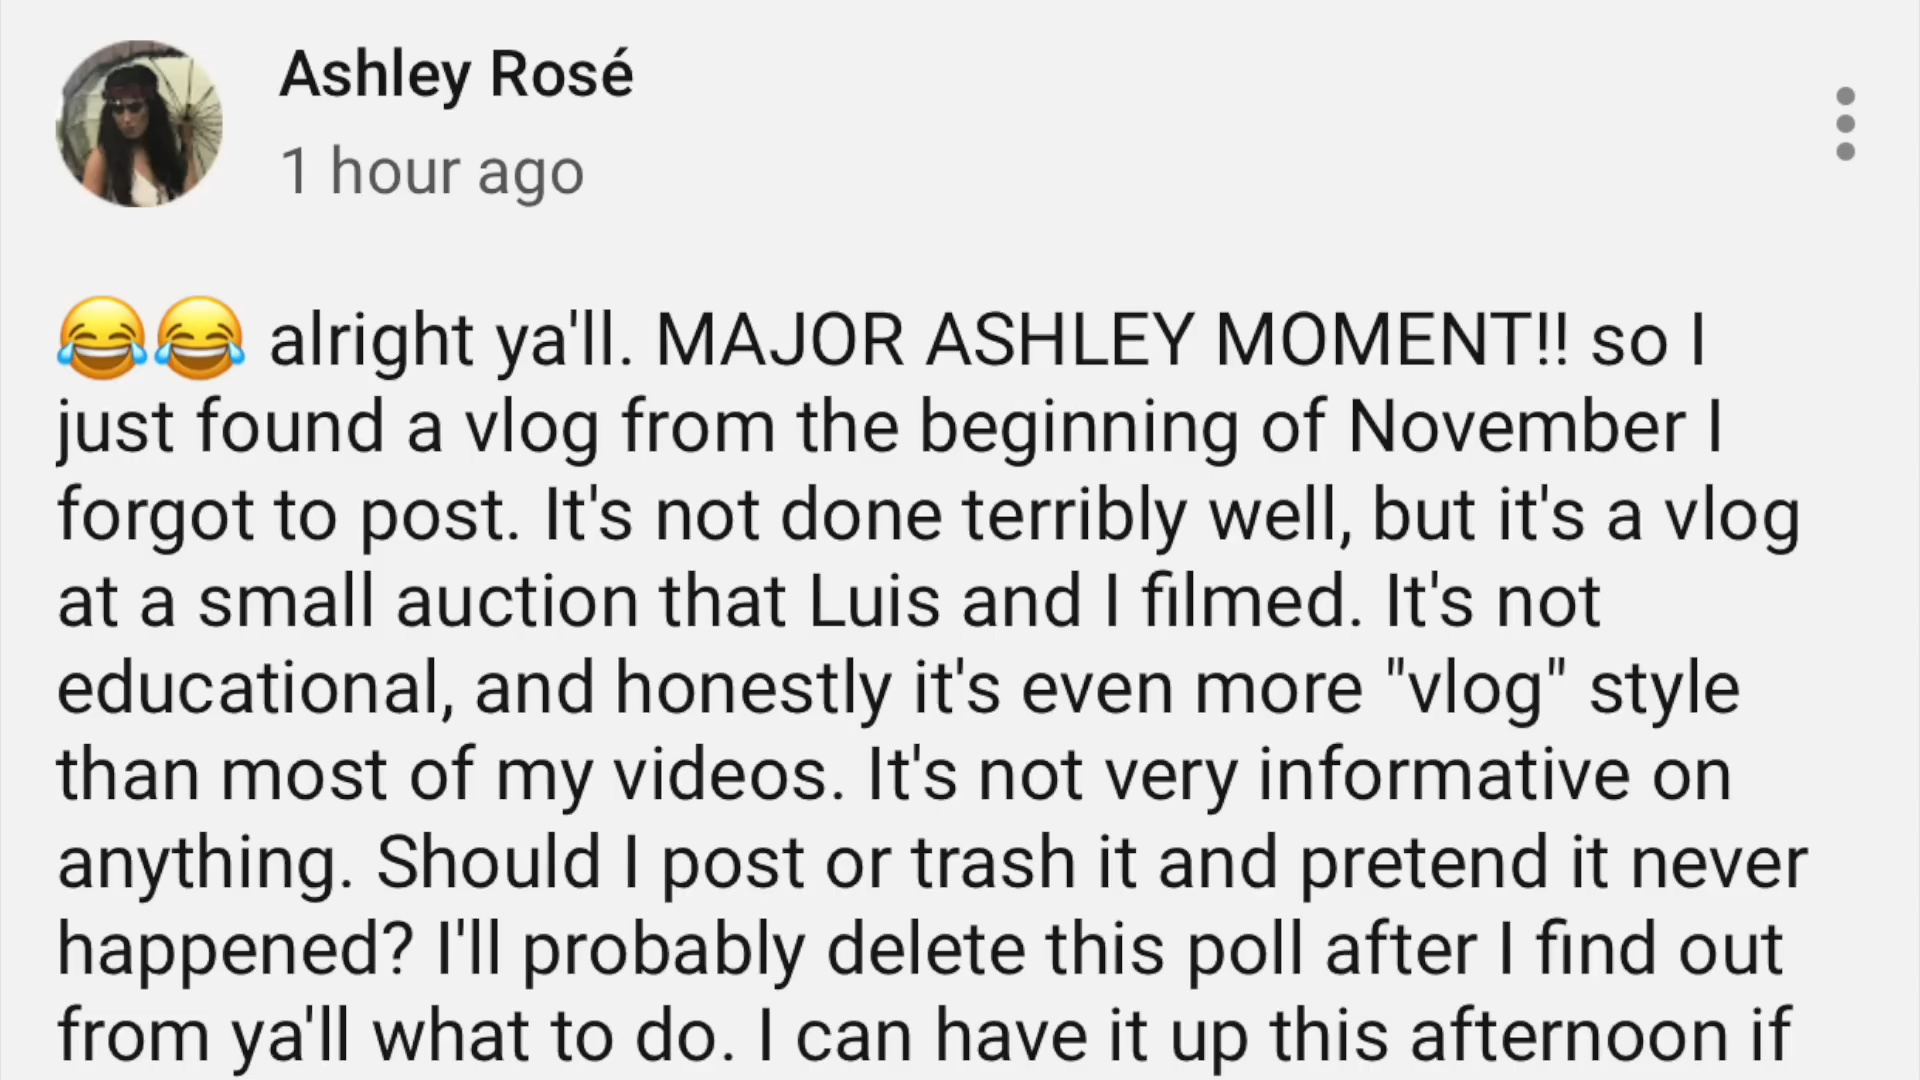 Ashley Rosé
1 hour ago
😂😂 alright ya'll. MAJOR ASHLEY MOMENT!! so I
just found a vlog from the beginning of November I
forgot to post. It's not done terribly well, but it's a vlog
at a small auction that Luis and I filmed. It's not
educational, and honestly it's even more "vlog" style
than most of my videos. It's not very informative on
anything. Should I post or trash it and pretend it never
happened? I'll probably delete this poll after I find out
from ya'll what to do. I can have it up this afternoon if